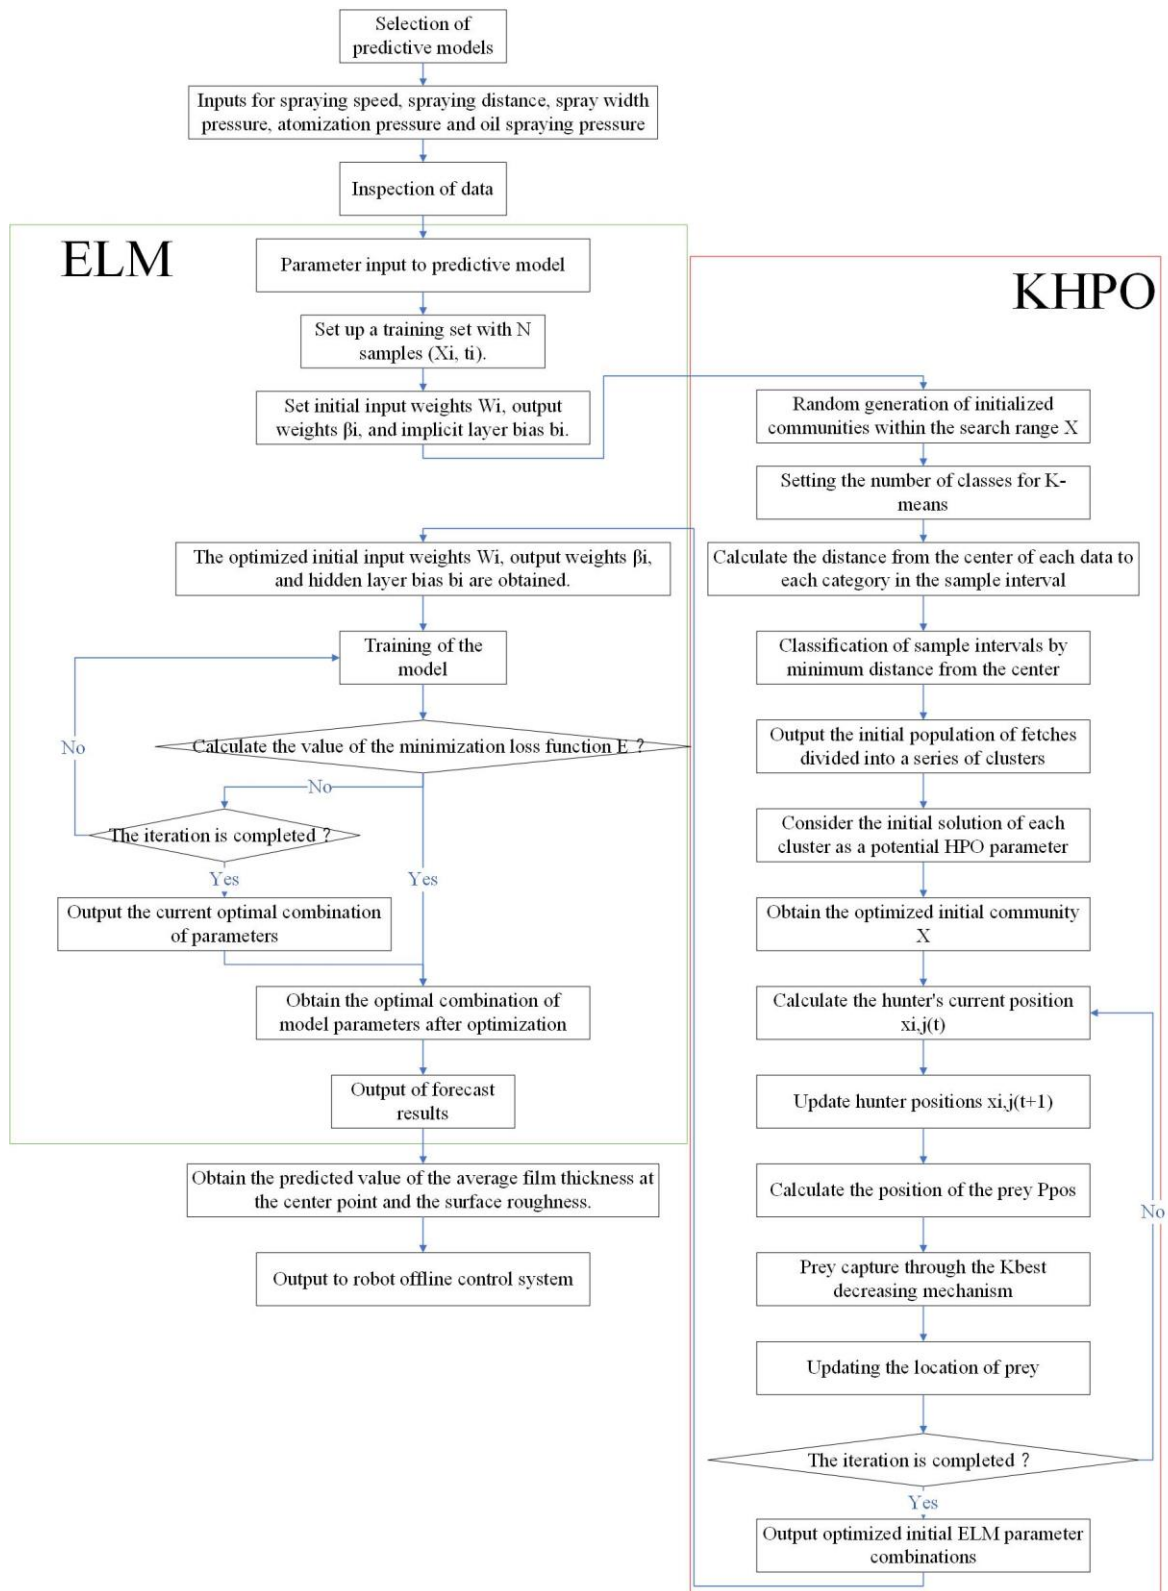 Selection of
predictive models
Inputs for spraying speed, spraying distance, spray width
pressure, atomization pressure and oil spraying pressure
Inspection of data
ELM
Parameter input to predictive model
Set up a training set with N
samples (Xi, ti).
Set initial input weights Wi, output
weights βi, and implicit layer bias bi.
The optimized initial input weights Wi, output weights βi,
and hidden layer bias bi are obtained.
Training of the
model
Calculate the value of the minimization loss function E ?
No
No
The iteration is completed ?
Yes
Yes
Output the current optimal combination
of parameters
Obtain the optimal combination of
model parameters after optimization
Output of forecast
results
Obtain the predicted value of the average film thickness at
the center point and the surface roughness.
Output to robot offline control system
KHPO
Random generation of initialized
communities within the search range X
Setting the number of classes for K-
means
Calculate the distance from the center of each data to
each category in the sample interval
Classification of sample intervals by
minimum distance from the center
Output the initial population of fetches
divided into a series of clusters
Consider the initial solution of each
cluster as a potential HPO parameter
Obtain the optimized initial community
X
Calculate the hunter's current position
xi,j(t)
Update hunter positions xi,j(t+1)
Calculate the position of the prey Ppos
No
Prey capture through the Kbest
decreasing mechanism
Updating the location of prey
The iteration is completed ?
Yes
Output optimized initial ELM parameter
combinations